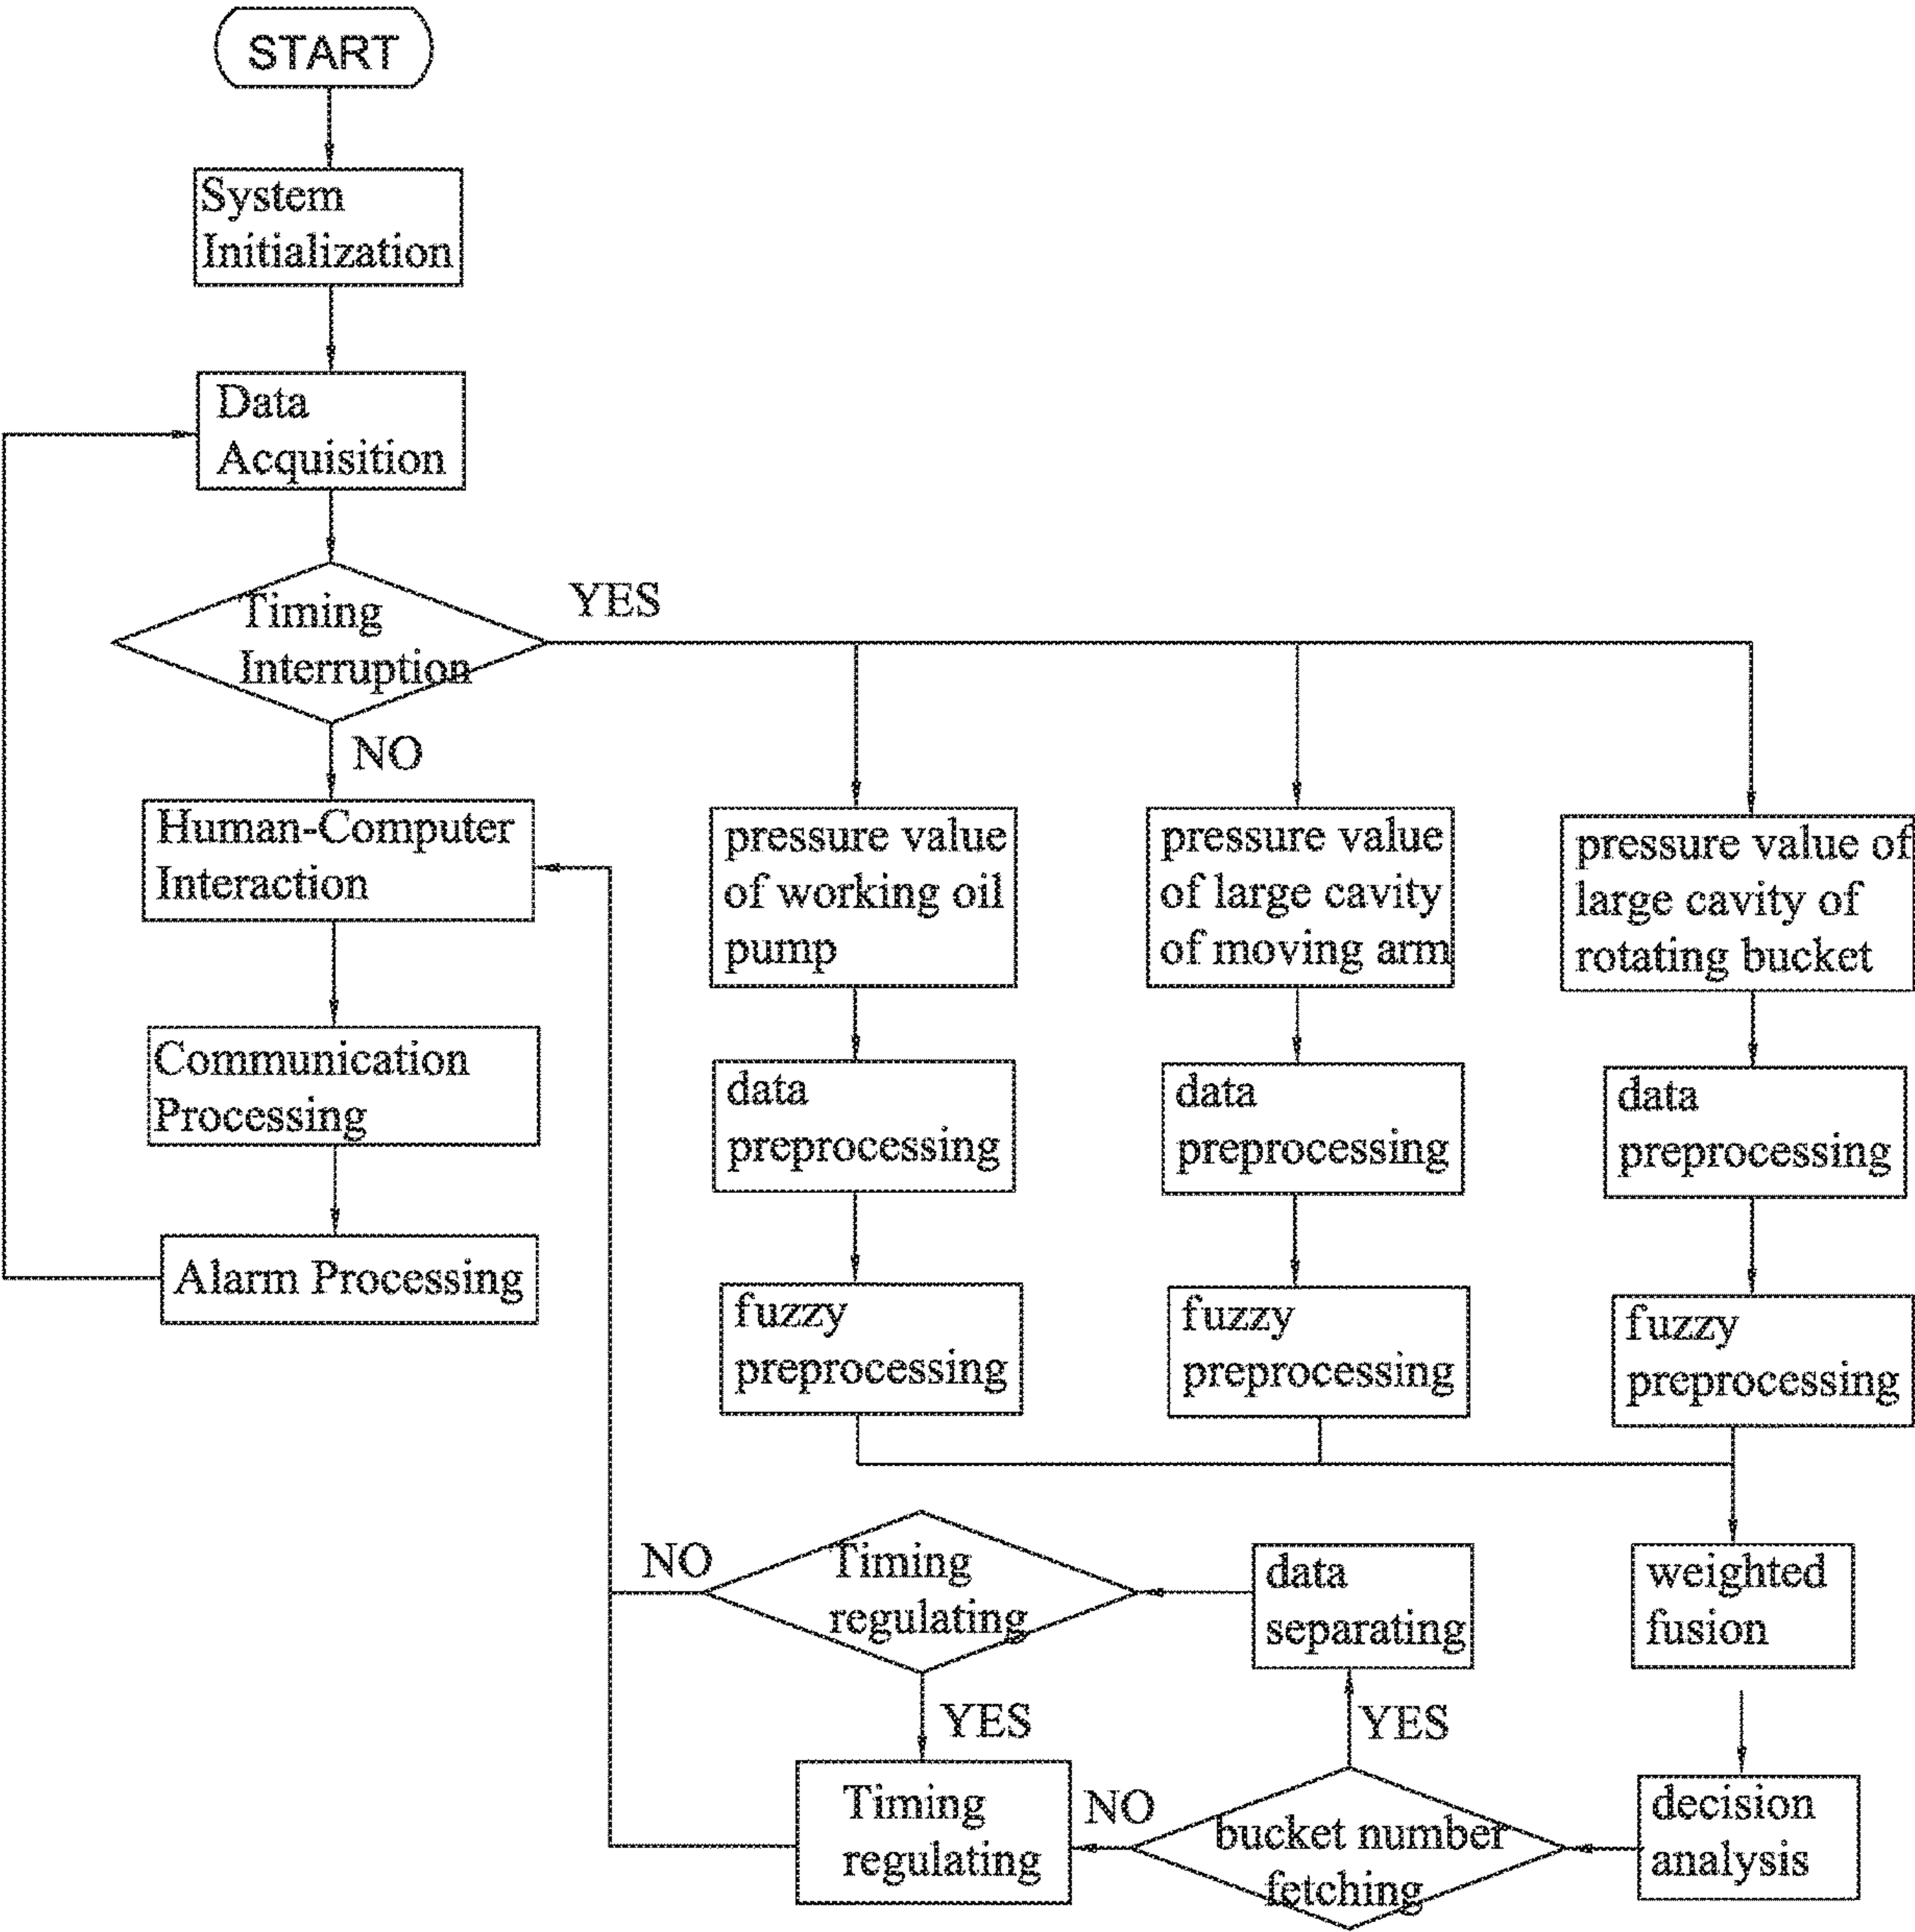 START
System
Initialization
Data
Acquisition
Timing
Interruption
YES
NO
Human-Computer
Interaction
Communication
Processing
Alarm Processing
pressure value
of working oil
pump
data
preprocessing
fuzzy
preprocessing
pressure value
of large cavity
of moving arm
data
preprocessing
fuzzy
preprocessing
pressure value of
large cavity of
rotating bucket
data
preprocessing
fuzzy
preprocessing
weighted
fusion
decision
analysis
bucket number
fetching
YES
NO
data
separating
Timing
regulating
NO
YES
Timing
regulating